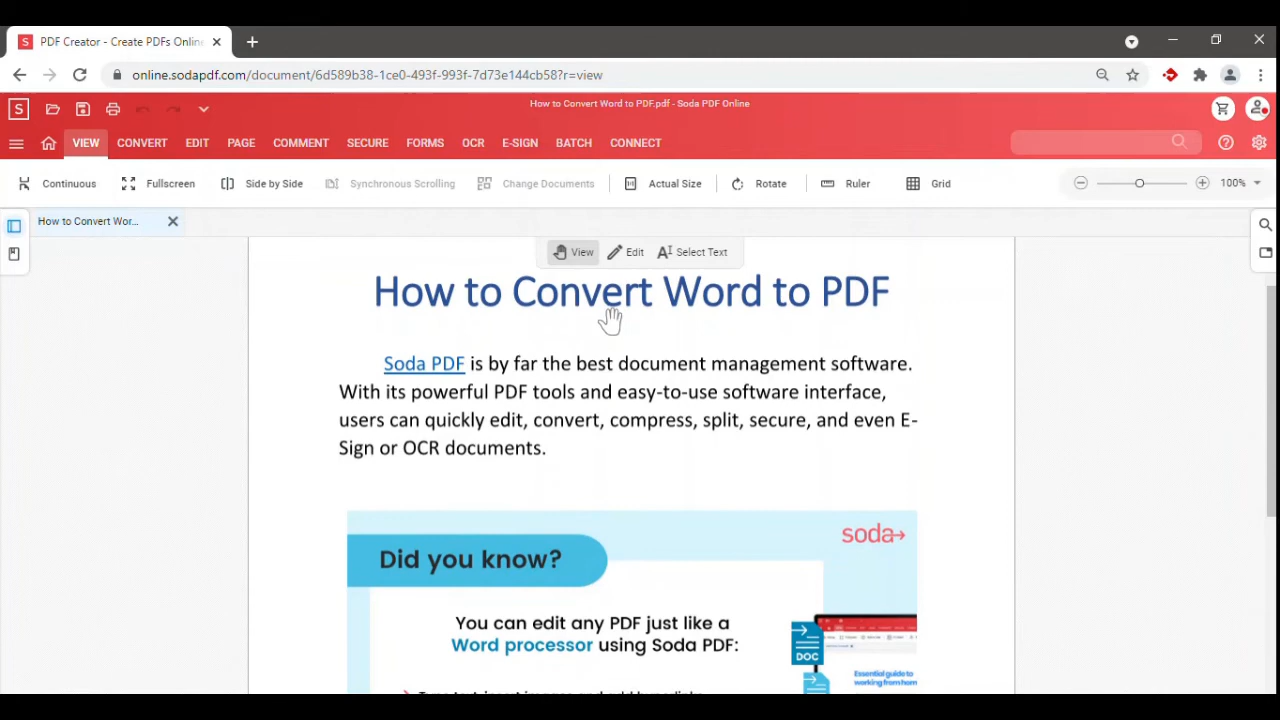 PDF Creator - Create PDFs Onlin
online.sodapdf.com/document/6d589b38-1ce0-493f-993f-7d73e144cb58?r=view
S
How to Convert Word to PDF.pdf - Soda PDF Online
VIEW CONVERT EDIT PAGE COMMENT SECURE FORMS OCR E-SIGN BATCH CONNECT
Continuous Fullscreen Side by Side Synchronous Scrolling Change Documents Actual Size Rotate Ruler Grid 100%
How to Convert Wor...
View Edit Select Text
How to Convert Word to PDF
Soda PDF is by far the best document management software.
With its powerful PDF tools and easy-to-use software interface,
users can quickly edit, convert, compress, split, secure, and even E-
Sign or OCR documents.
soda
Did you know?
You can edit any PDF just like a
Word processor using Soda PDF:
DOC
Essential guide to
working from home